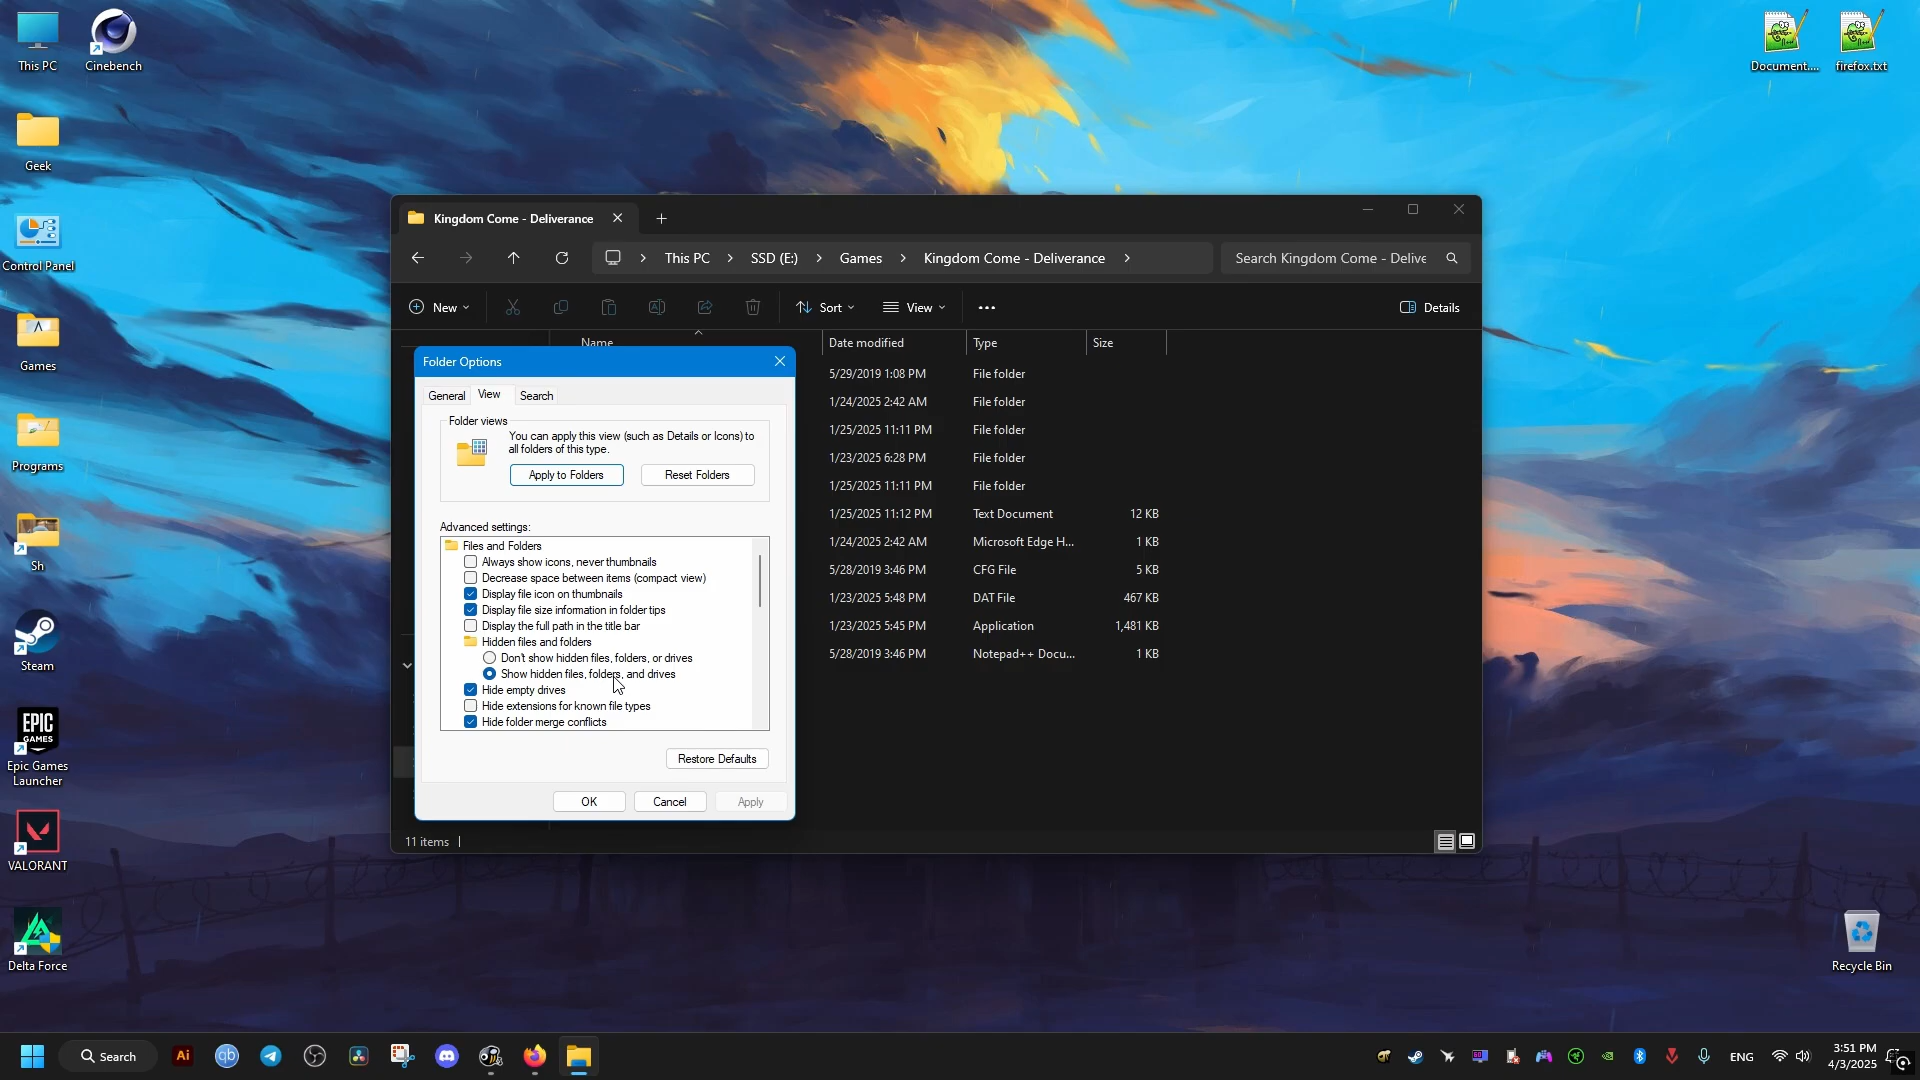 This PC
Cinebench
Geek
Control Panel
Games
Programs
Sh
Steam
EPIC
GAMES
Epic Games
Launcher
VALORANT
Delta Force
Document....
firefox.txt
Recycle Bin
Kingdom Come - Deliverance
This PC
SSD (E:)
Games
Kingdom Come - Deliverance
Search Kingdom Come - Delive
New
Sort
View
Details
Name
Date modified
Type
Size
5/29/2019 1:08 PM File folder
1/24/2025 2:42 AM File folder
1/25/2025 11:11 PM File folder
1/23/2025 6:28 PM File folder
1/25/2025 11:11 PM File folder
1/25/2025 11:12 PM Text Document 12 KB
1/24/2025 2:42 AM Microsoft Edge H... 1 KB
5/28/2019 3:46 PM CFG File 5 KB
1/23/2025 5:48 PM DAT File 467 KB
1/23/2025 5:45 PM Application 1,481 KB
5/28/2019 3:46 PM Notepad++ Docu... 1 KB
11 items
Folder Options
General
View
Search
Folder views
You can apply this view (such as Details or Icons) to
all folders of this type.
Apply to Folders
Reset Folders
Advanced settings:
Files and Folders
Always show icons, never thumbnails
Decrease space between items (compact view)
Display file icon on thumbnails
Display file size information in folder tips
Display the full path in the title bar
Hidden files and folders
Don't show hidden files, folders, or drives
Show hidden files, folders, and drives
Hide empty drives
Hide extensions for known file types
Hide folder merge conflicts
Restore Defaults
OK
Cancel
Apply
Search
Ai
qb
60
ENG
3:51 PM
4/3/2025